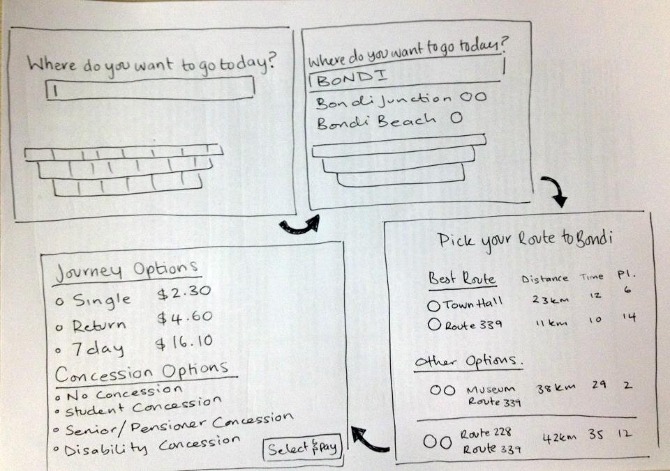 Where do you want to go today?
Where do you want to go today?
BONDI
Bondi Junction
Bondi Beach
Pick your Route to Bondi
Best Route Distance Time Pl.
Town Hall 23km 12 6
Route 339 11km 10 14
Other Options.
Museum 38km 29 2
Route 339
Route 228 42km 35 12
Route 339
Journey Options
Single $2.30
Return $4.60
7 day $16.10
Concession Options
No Concession
Student Concession
Senior/Pensioner Concession
Disability Concession
Select & Pay